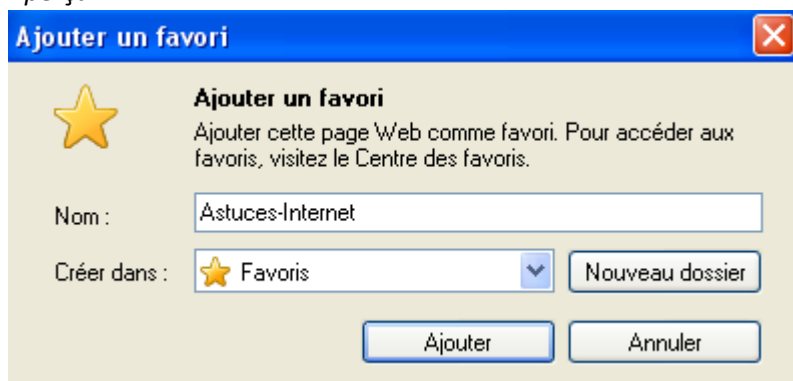 Ajouter un favori
Ajouter un favori
Ajouter cette page Web comme favori. Pour accéder aux
favoris, visitez le Centre des favoris.
Nom :
Astuces-Internet
Créer dans :
Favoris
Nouveau dossier
Ajouter
Annuler